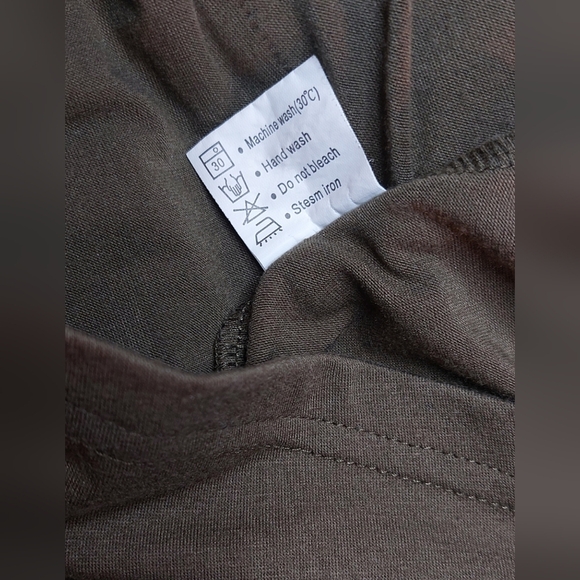 Machine wash(30°C)
30
Hand wash
Do not bleach
Stesm iron